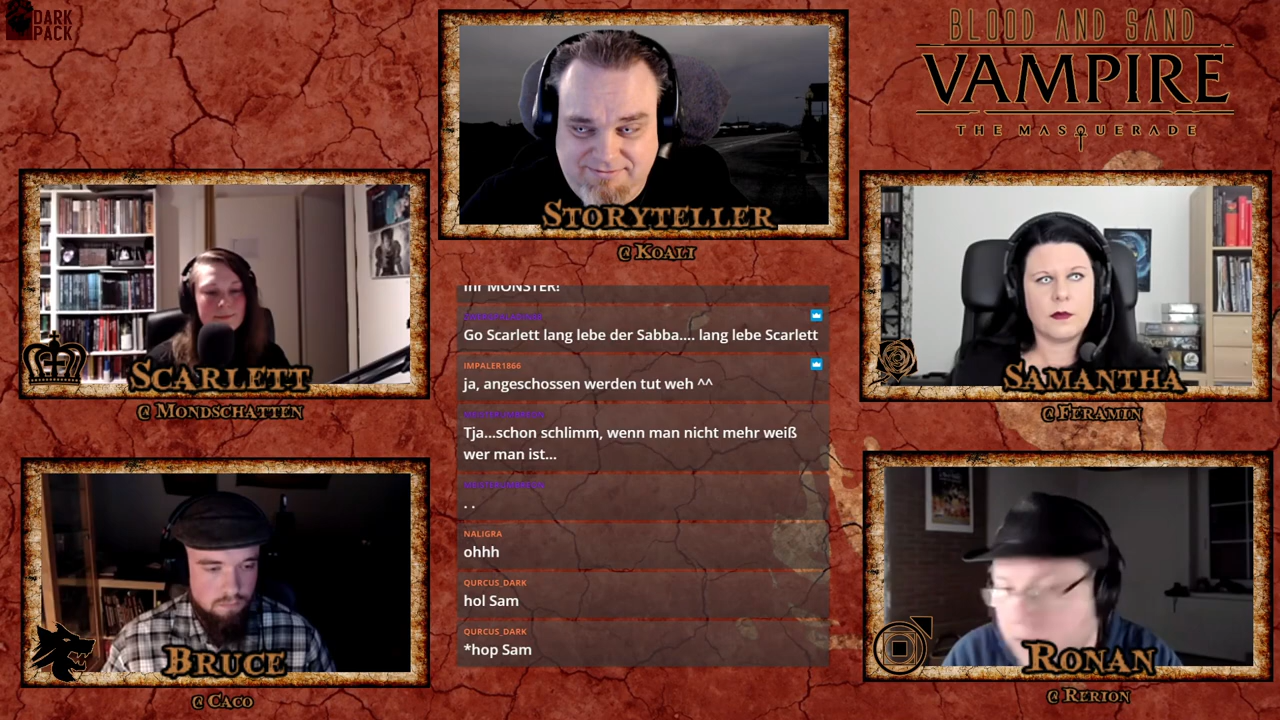 DARK
PACK
BLOOD AND SAND
VAMPIRE
THE MASQUERADE
STORYTELLER
@ KOALI
SCARLETT
@ MONDSCHATTEN
SAMANTHA
@ FERAMIN
Ihr MONSTER!
Go Scarlett lang lebe der Sabba.... lang lebe Scarlett
IMPALER1866
ja, angeschossen werden tut weh ^^
Tja...schon schlimm, wenn man nicht mehr weiß
wer man ist...
. .
NALIGRA
ohhh
QURCUS_DARK
hol Sam
QURCUS_DARK
*hop Sam
BRUCE
@ CACO
RONAN
@ RERION